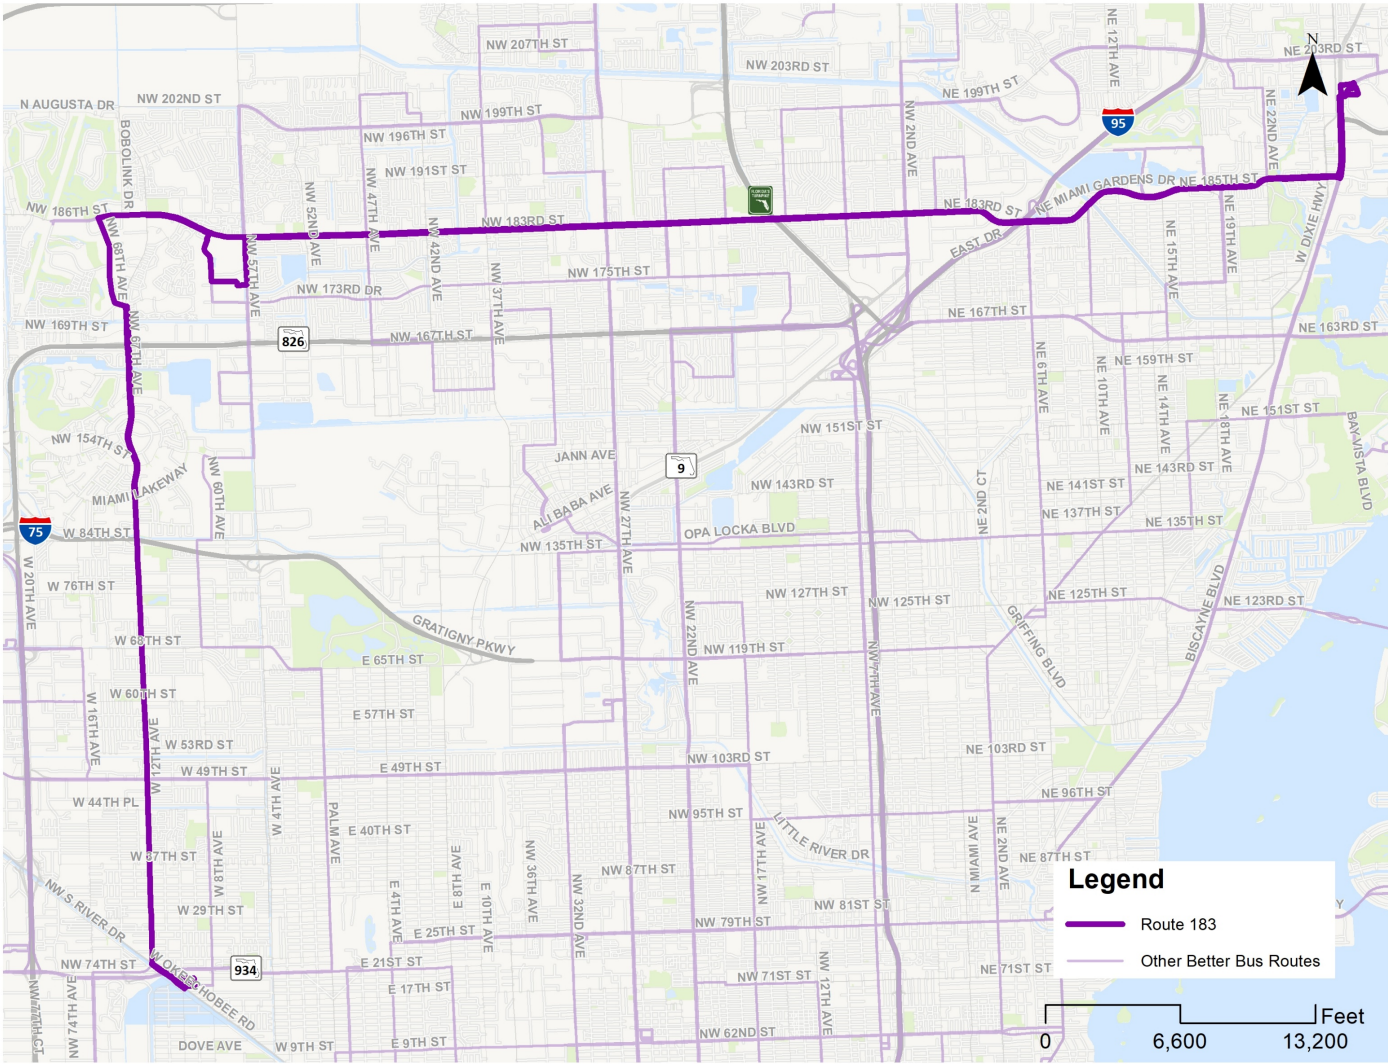 NE 12TH AVE
NW 207TH ST
NE 203RD ST
N
NW 203RD ST
NE 199TH ST
N AUGUSTA DR
NW 202ND ST
NW 199TH ST
NW 196TH ST
95
NE 22ND AVE
BOBOLINK DR
NW 2ND AVE
NW 191ST ST
NW 186TH ST
NW 68TH AVE
NW 57TH AVE
NW 52ND AVE
NW 47TH AVE
NW 42ND AVE
NW 183RD ST
NE 183RD ST
NE MIAMI GARDENS DR
NE 185TH ST
NE 19TH AVE
NE 15TH AVE
W DIXIE HWY
EAST DR
NW 175TH ST
NW 173RD DR
NW 37TH AVE
NW 169TH ST
NW 67TH AVE
826
NW 167TH ST
NE 167TH ST
NE 163RD ST
NE 6TH AVE
NE 10TH AVE
NE 159TH ST
NE 14TH AVE
NE 18TH AVE
NE 151ST ST
BAY VISTA BLVD
NW 154TH ST
NW 151ST ST
MIAMI LAKEWAY
NW 60TH AVE
JANN AVE
9
NE 143RD ST
NW 143RD ST
NE 141ST ST
ALI BABA AVE
NW 27TH AVE
NE 2ND CT
NE 137TH ST
NE 135TH ST
75
W 84TH ST
OPA LOCKA BLVD
NW 135TH ST
W 20TH AVE
W 76TH ST
NW 127TH ST
NW 125TH ST
NE 125TH ST
NE 123RD ST
BISCAYNE BLVD
GRIFFING BLVD
GRATIGNY PKWY
NW 22ND AVE
W 68TH ST
NW 119TH ST
E 65TH ST
NW 7TH AVE
W 60TH ST
W 16TH AVE
W 12TH AVE
E 57TH ST
W 53RD ST
NE 103RD ST
NW 103RD ST
W 49TH ST
E 49TH ST
W 4TH AVE
PALM AVE
W 44TH PL
NE 96TH ST
NW 95TH ST
E 40TH ST
LITTLE RIVER DR
NW 17TH AVE
N MIAMI AVE
NE 2ND AVE
W 37TH ST
W 8TH AVE
E 8TH AVE
NW 36TH AVE
NW 87TH ST
NE 87TH ST
NW 32ND AVE
E 4TH AVE
E 10TH AVE
NW S RIVER DR
W 29TH ST
NW 81ST ST
NW 79TH ST
E 25TH ST
NW 74TH ST
W OKEECHOBEE RD
934
E 21ST ST
NW 12TH AVE
NW 71ST ST
NE 71ST ST
E 17TH ST
NW 77TH CT
NW 74TH AVE
NW 62ND ST
DOVE AVE
W 9TH ST
E 9TH ST
Legend
Route 183
Other Better Bus Routes
Feet
0
6,600
13,200